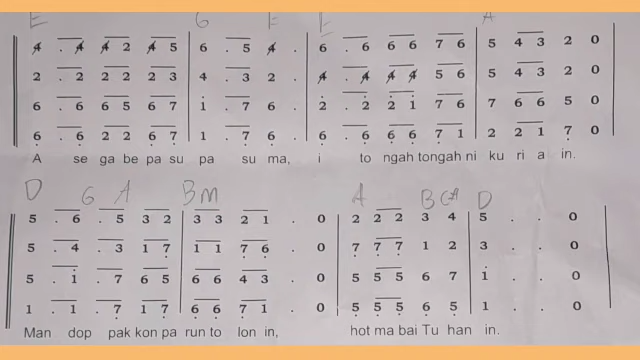 E G E E A
4 . 4 4 2 4 5 6 . 5 4 . 6 . 6 6 6 7 6 5 4 3 2 0
2 . 2 2 2 2 3 4 . 3 2 . 4 . 4 4 4 5 6 5 4 3 2 0
6 . 6 6 5 6 7 i . 7 6 . 2 . 2 2 1 7 6 7 6 6 5 0
6 . 6 2 2 6 7 1 . 7 6 . 6 . 6 6 6 7 1 2 2 1 7 0
A se ga be pa su pa su ma, i to ngah tongah ni ku ri a in.
D G A BM A B C A D
5 . 6 . 5 3 2 3 3 2 1 . 0 2 2 2 3 4 5 . . 0
5 . 4 . 3 1 7 1 1 7 6 . 0 7 7 7 1 2 3 . . 0
5 . i . 7 6 5 6 6 4 3 . 0 5 5 5 6 7 i . . 0
1 . 1 . 7 1 7 6 6 7 1 . 0 5 5 5 6 5 1 . . 0
Man dop pak kon pa run to lon in, hot ma bai Tu han in.